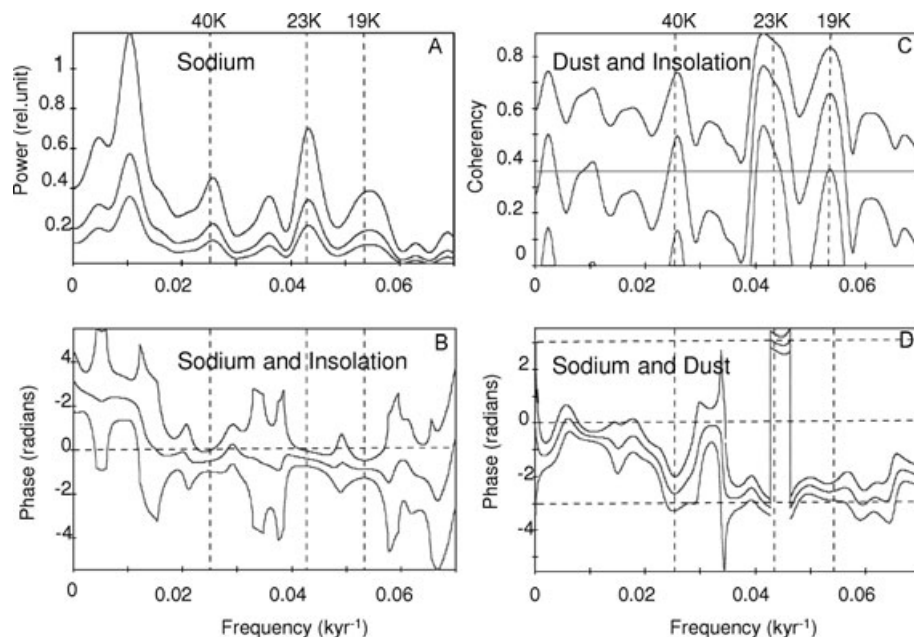 40K 23K 19K 40K 23K 19K
A
Sodium
1
0.8
0.6
0.4
0.2
Power (rel.unit)
0 0.02 0.04 0.06
C
Dust and Insolation
0.8
0.6
0.4
0.2
0
Coherency
0 0.02 0.04 0.06
B
Sodium and Insolation
4
-2
0
-2
-4
Phase (radians)
0 0.02 0.04 0.06
Frequency (kyr-1)
D
Sodium and Dust
2
0
-2
-4
Phase (radians)
0 0.02 0.04 0.06
Frequency (kyr-1)